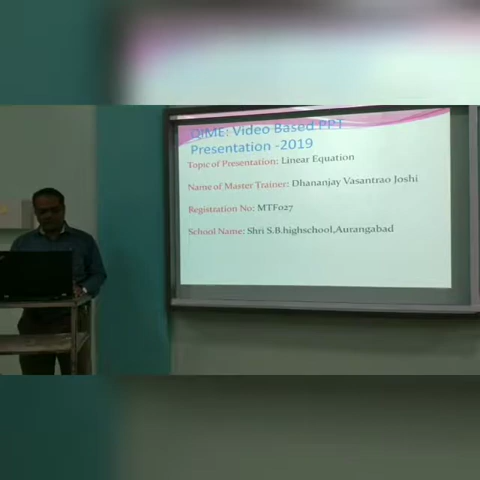 QIME: Video Based PPT
Presentation -2019
Topic of Presentation: Linear Equation
Name of Master Trainer: Dhananjay Vasantrao Joshi
Registration No: MTF027
School Name: Shri S.B.highschool,Aurangabad